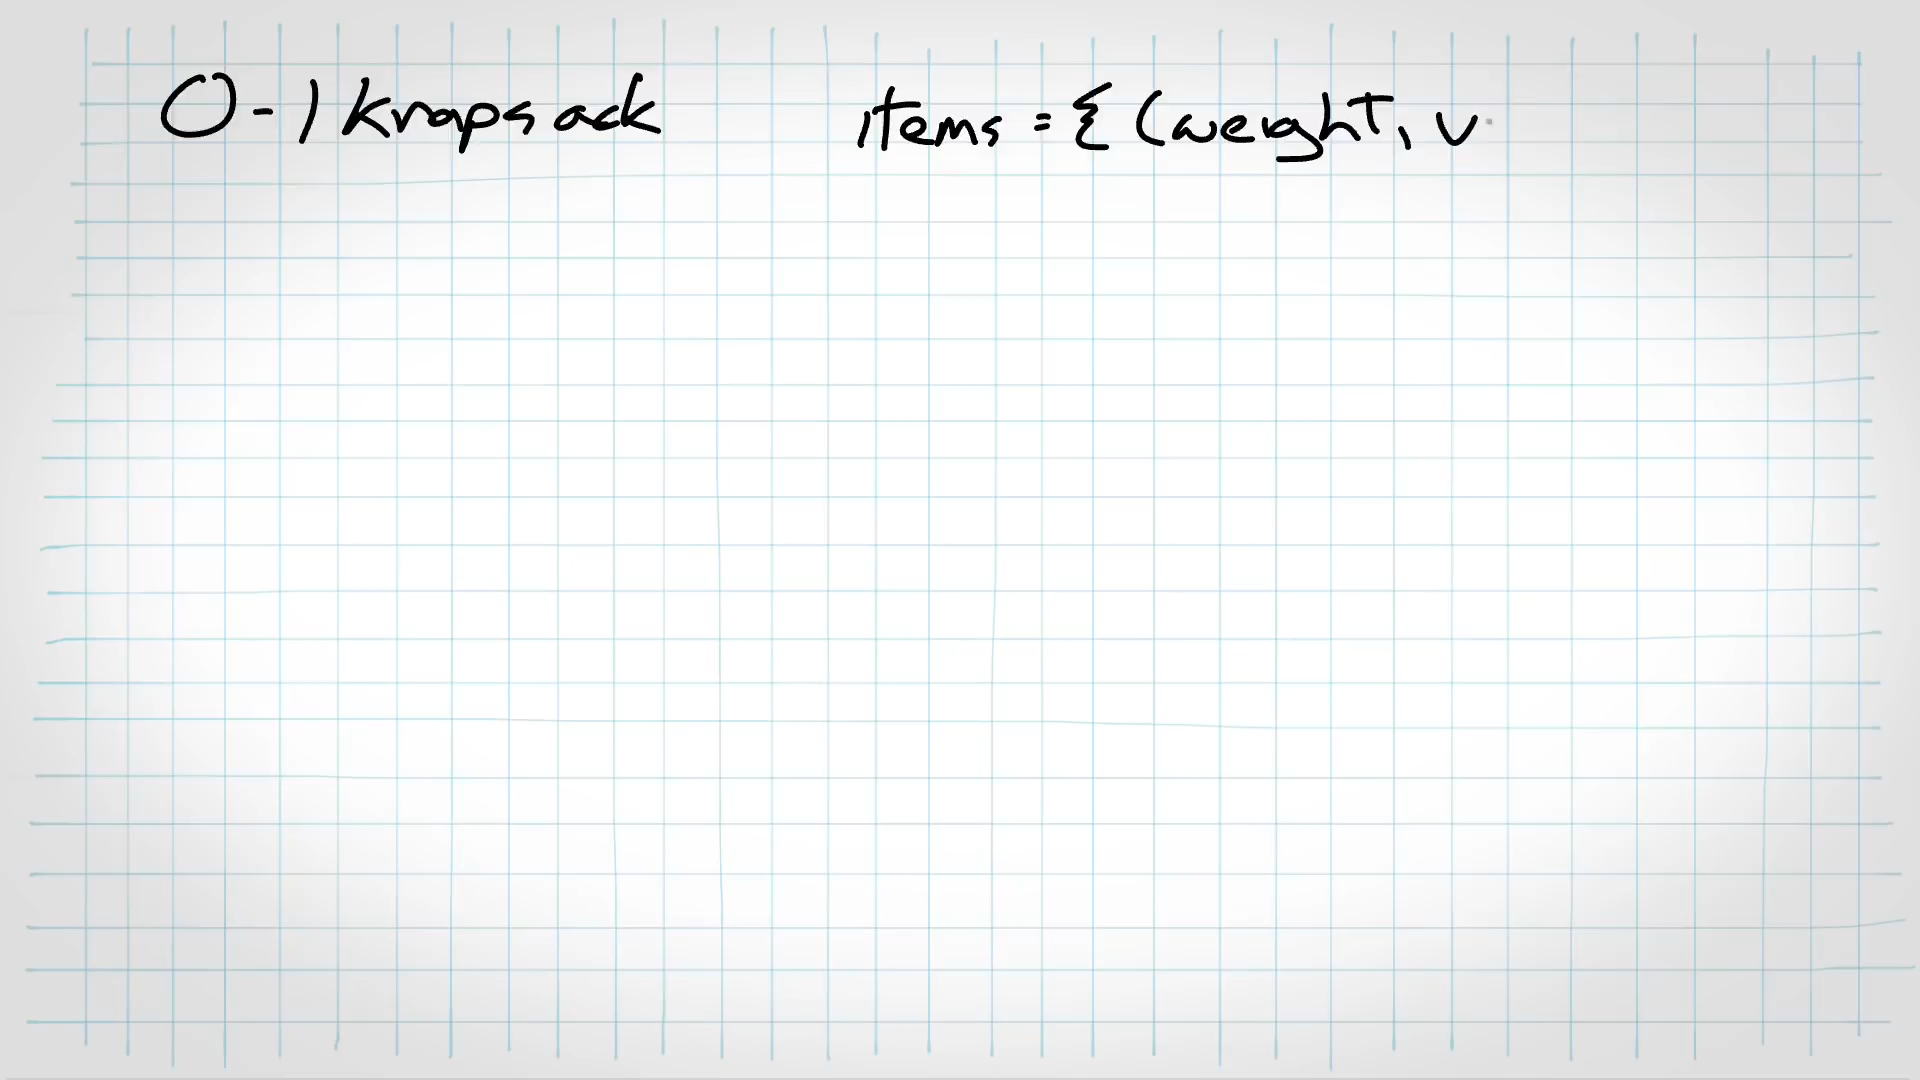 0-1 Knapsack items = { (weight, v